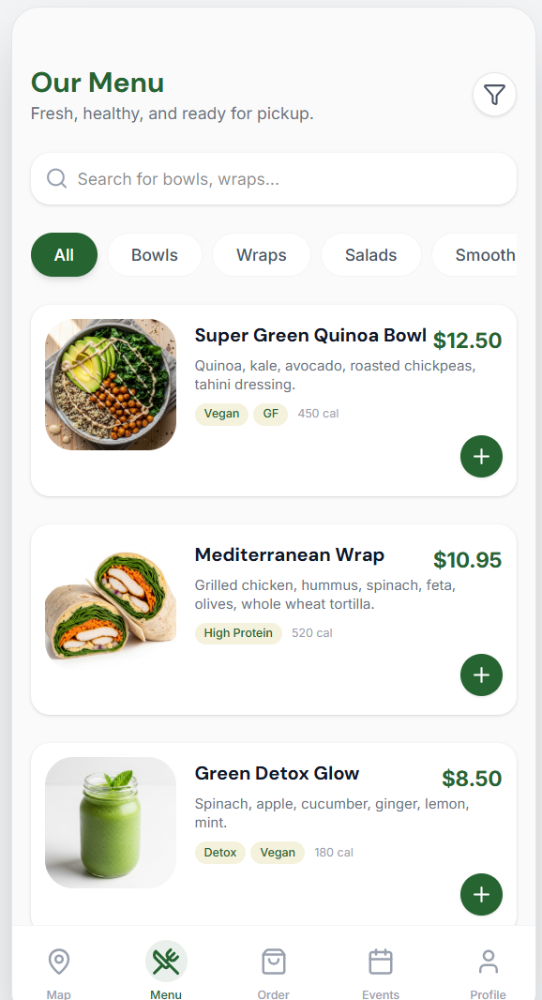 Our Menu
Fresh, healthy, and ready for pickup.
Search for bowls, wraps...
All Bowls Wraps Salads Smooth
Super Green Quinoa Bowl $12.50
Quinoa, kale, avocado, roasted chickpeas,
tahini dressing.
Vegan GF 450 cal
Mediterranean Wrap $10.95
Grilled chicken, hummus, spinach, feta,
olives, whole wheat tortilla.
High Protein 520 cal
Green Detox Glow $8.50
Spinach, apple, cucumber, ginger, lemon,
mint.
Detox Vegan 180 cal
Map Menu Order Events Profile